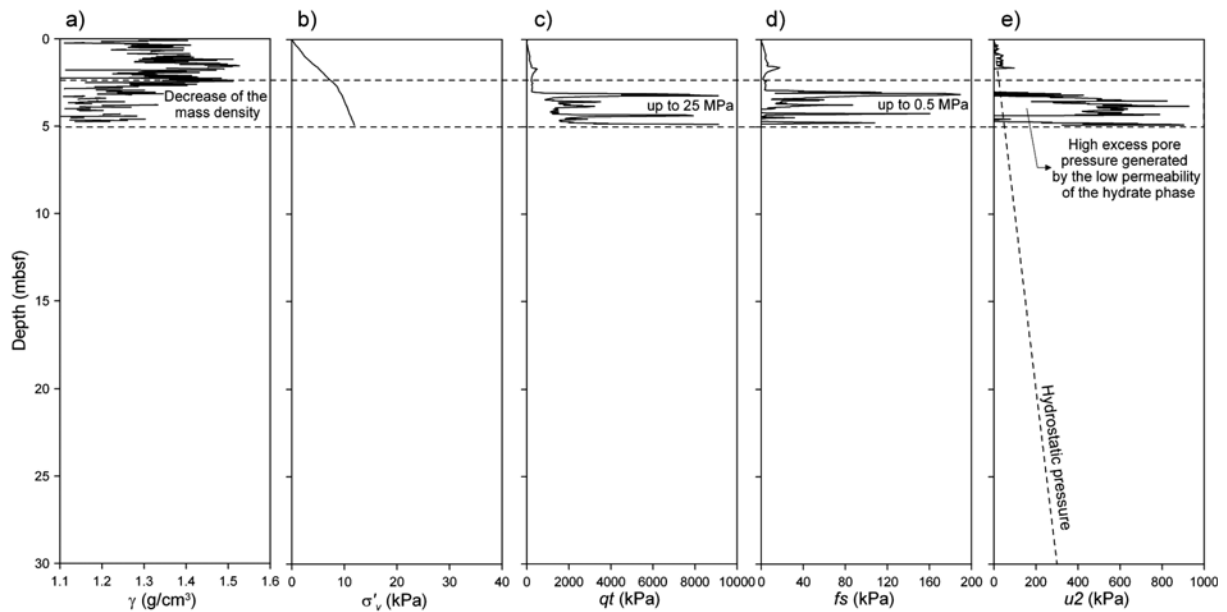 a)
b)
c)
d)
e)
0
5
10
15
20
25
30
Depth (mbsf)
Decrease of the
mass density
up to 25 MPa
up to 0.5 MPa
High excess pore
pressure generated
by the low permeability
of the hydrate phase
Hydrostatic pressure
1.1 1.2 1.3 1.4 1.5 1.6
γ (g/cm³)
0 20 40
σ'v (kPa)
0 2000 4000 6000 8000 10000
qt (kPa)
0 40 80 120 160 200
fs (kPa)
0 200 400 600 800 1000
u2 (kPa)